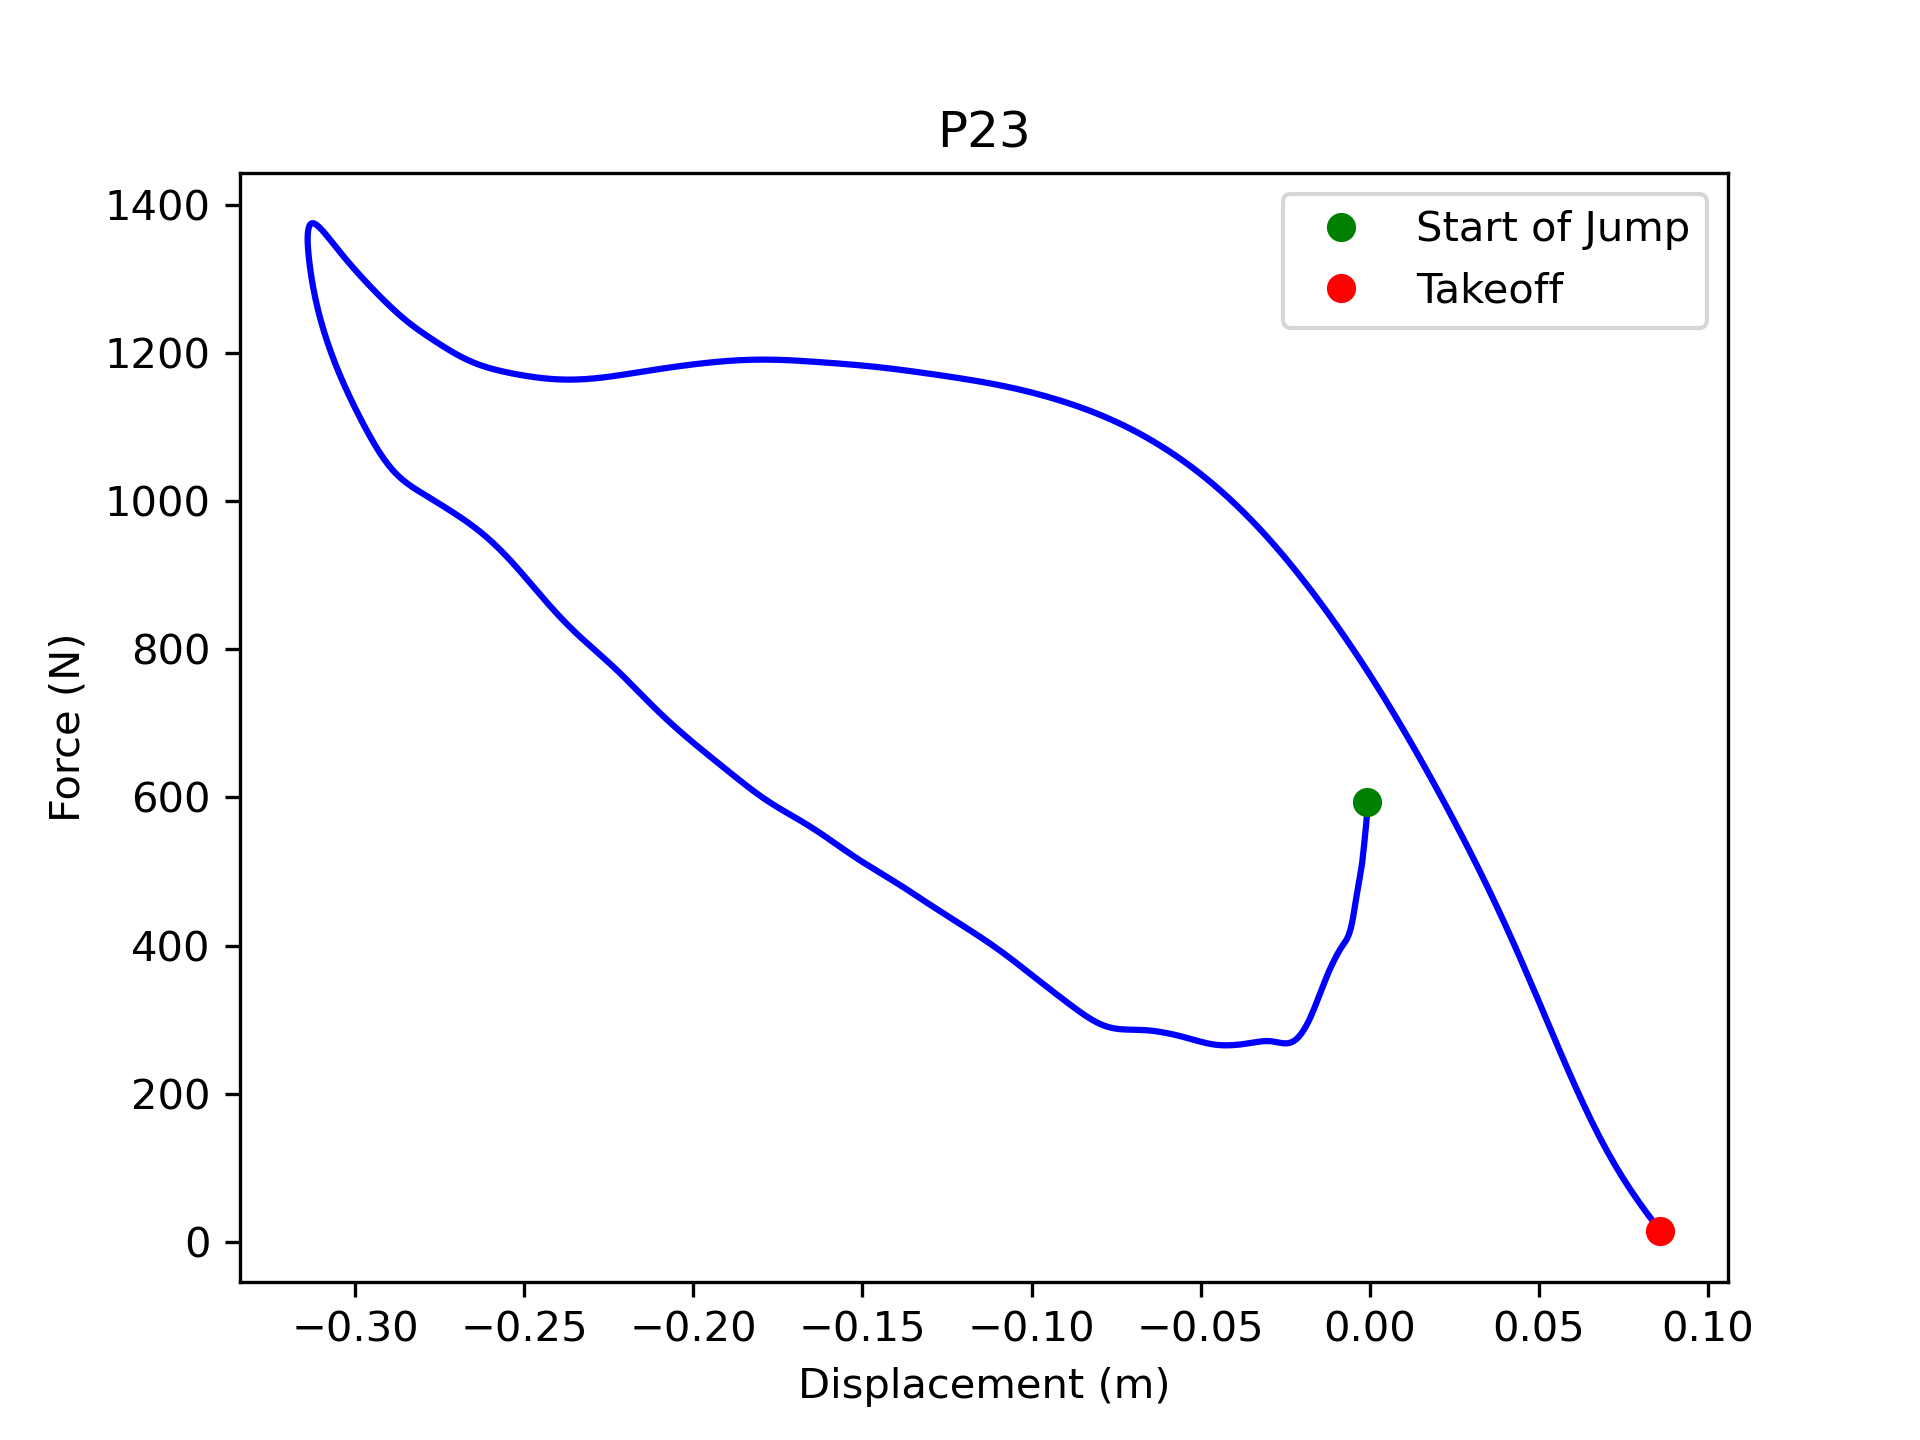 P23
Start of Jump
Takeoff
1400
1200
1000
800
600
400
200
0
Force (N)
−0.30 −0.25 −0.20 −0.15 −0.10 −0.05 0.00 0.05 0.10
Displacement (m)